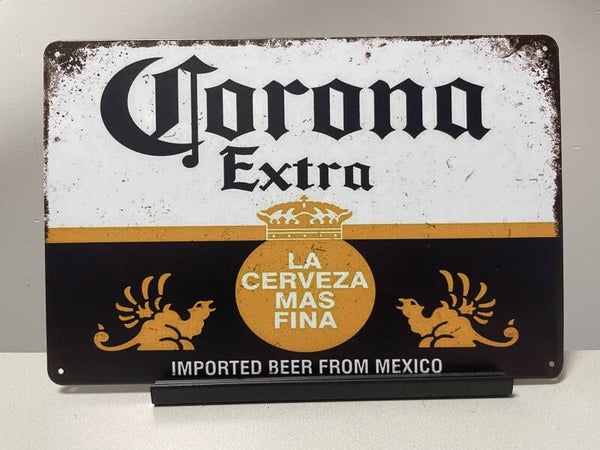 Corona
Extra
LA
CERVEZA
MAS
FINA
IMPORTED BEER FROM MEXICO